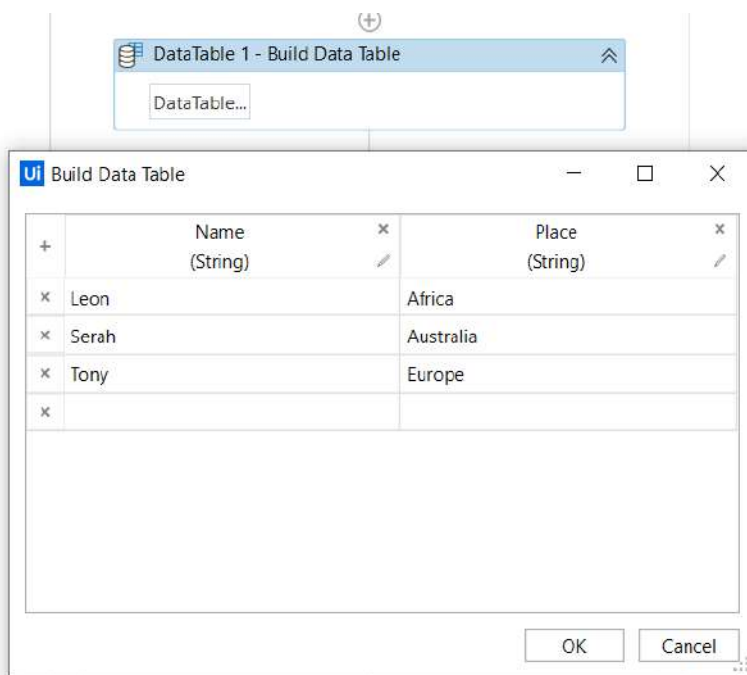 DataTable 1 - Build Data Table
DataTable...
Ui Build Data Table
Name Place
(String) (String)
Leon Africa
Serah Australia
Tony Europe
OK Cancel